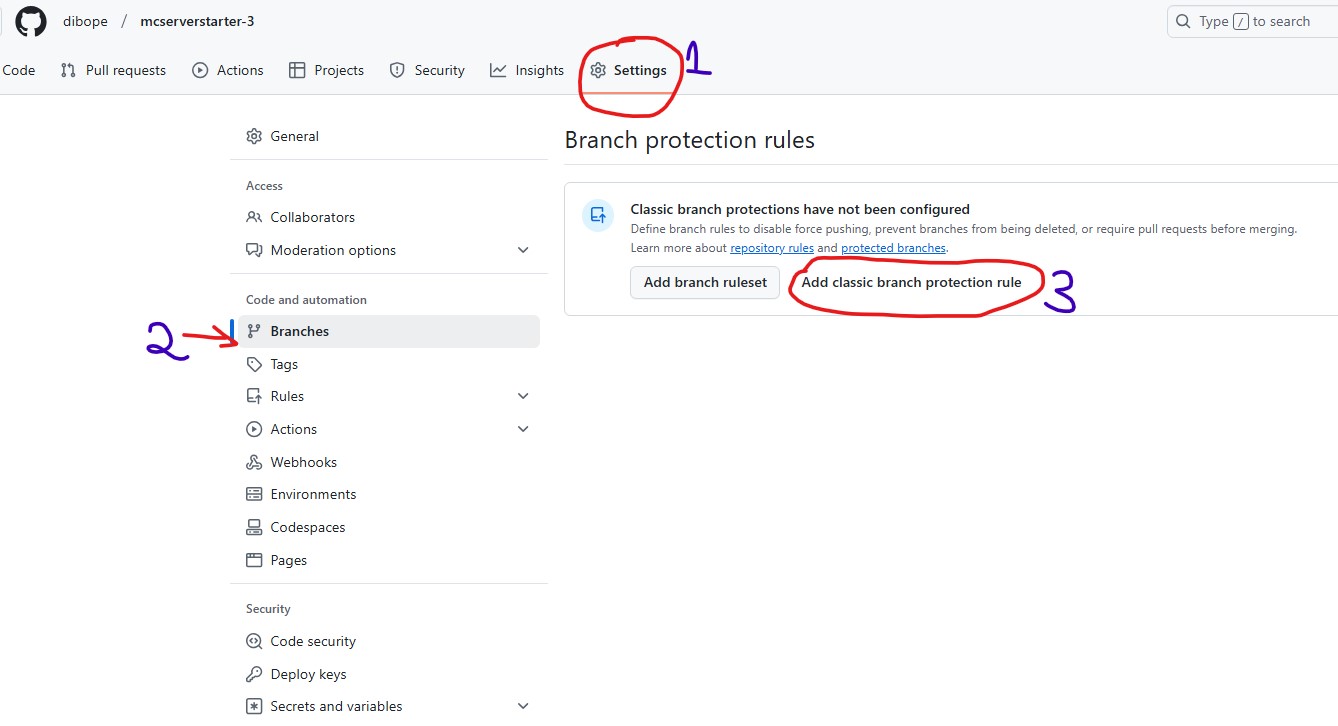 dibope / mcserverstarter-3
Type / to search
Code Pull requests Actions Projects Security Insights Settings 1
General
Access
Collaborators
Moderation options
Code and automation
2 Branches
Tags
Rules
Actions
Webhooks
Environments
Codespaces
Pages
Security
Code security
Deploy keys
Secrets and variables
Branch protection rules
Classic branch protections have not been configured
Define branch rules to disable force pushing, prevent branches from being deleted, or require pull requests before merging.
Learn more about repository rules and protected branches.
Add branch ruleset Add classic branch protection rule 3